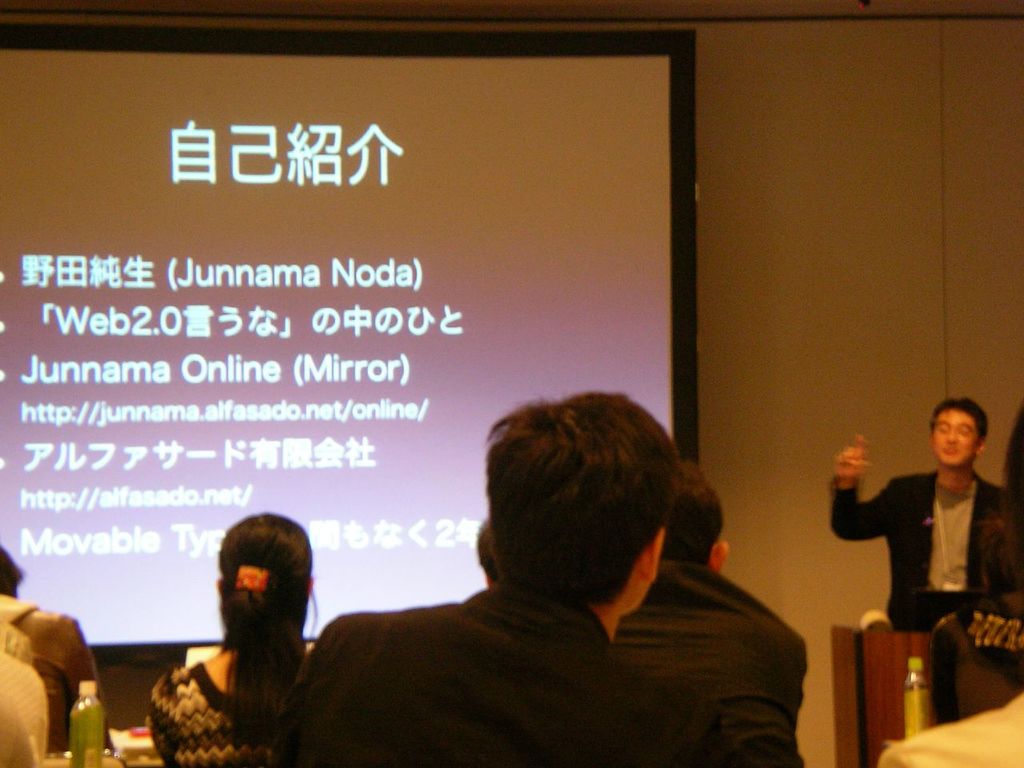 自己紹介
野田純生 (Junnama Noda)
「Web2.0言うな」の中のひと
Junnama Online (Mirror)
http://junnama.alfasado.net/online/
アルファサード有限会社
http://alfasado.net/
Movable 間もなく2年